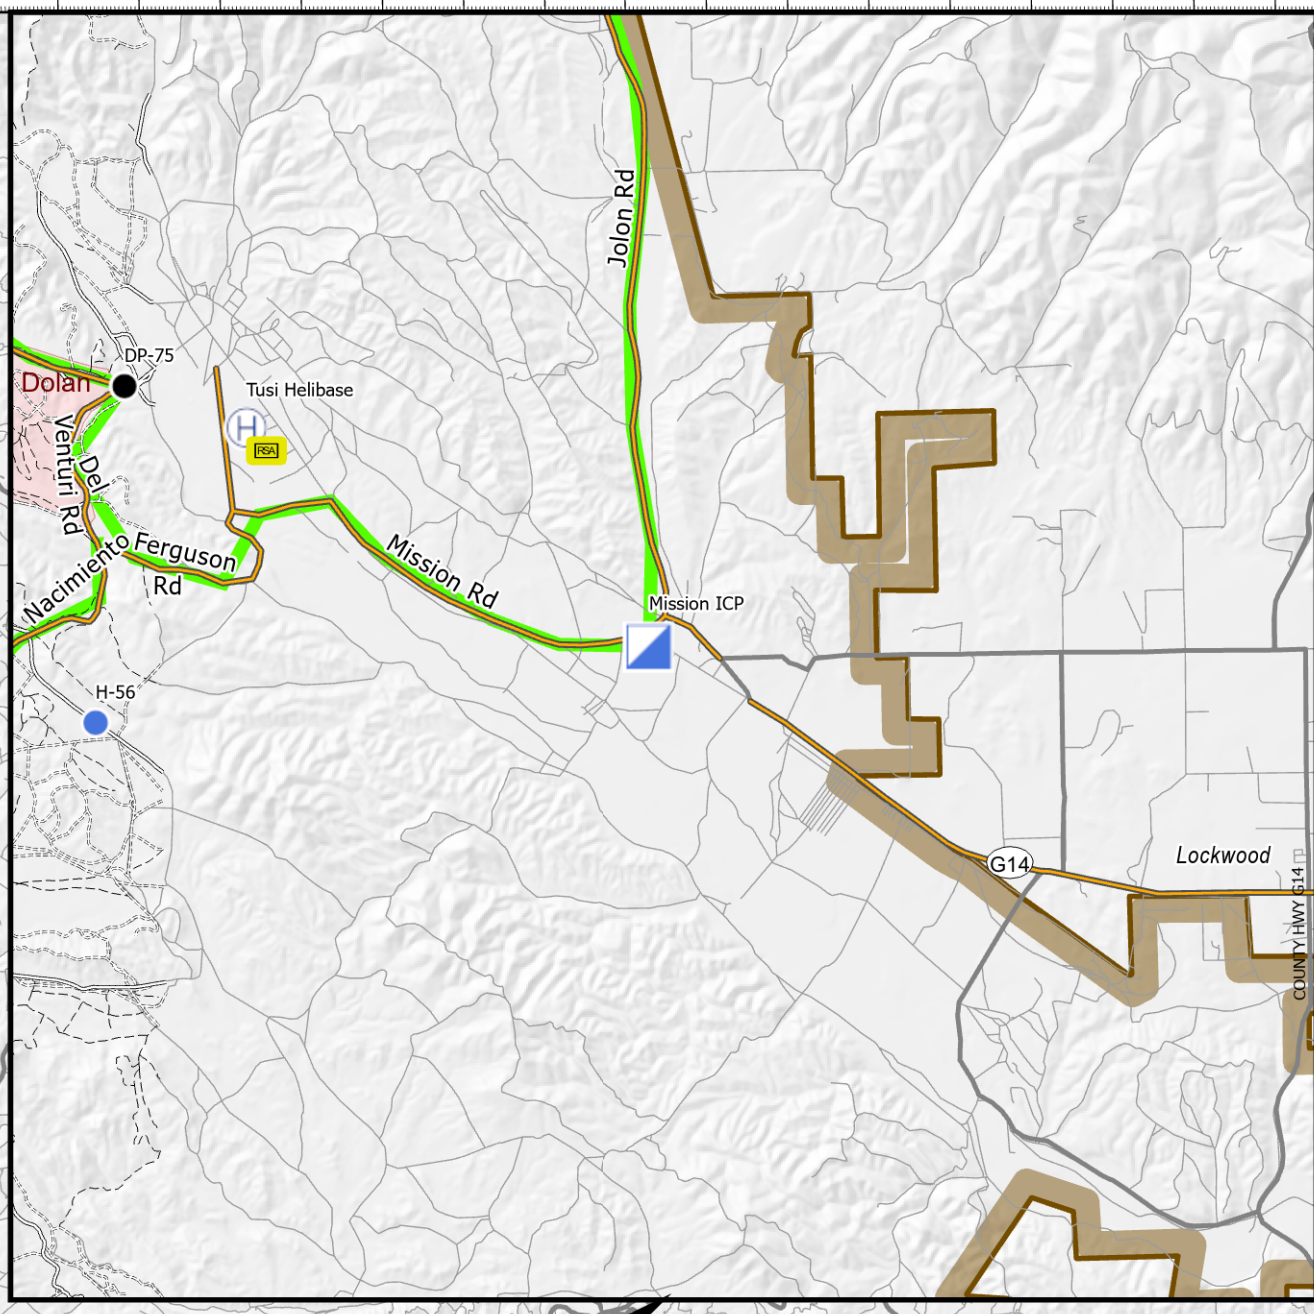 Jolon Rd
DP-75
Dolan
Tusi Helibase
H
RSA
Venturi Rd
Del
Nacimiento
Ferguson
Rd
Mission Rd
Mission ICP
H-56
G14
Lockwood
COUNTY HWY G14